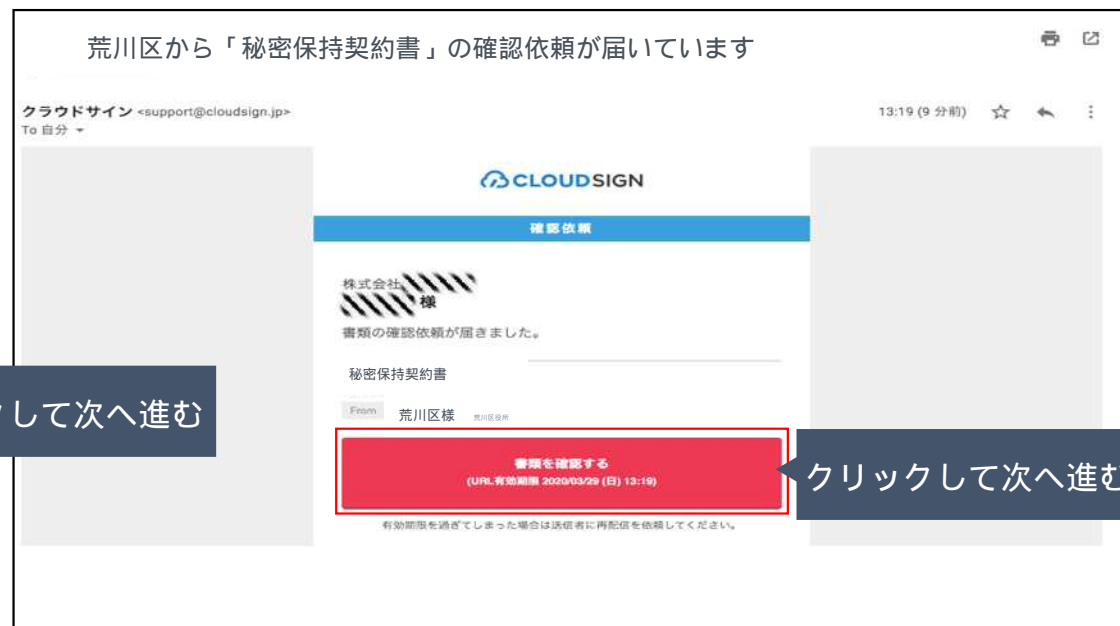 荒川区から「秘密保持契約書」の確認依頼が届いています
クラウドサイン <support@cloudsign.jp>
13:19 (9 分前)
To 自分
CLOUDSIGN
確認依頼
株式会社
様
書類の確認依頼が届きました。
秘密保持契約書
From 荒川区様 荒川区役所
して次へ進む
書類を確認する
(URL有効期限 2020/03/29 (日) 13:19)
クリックして次へ進む
有効期限を過ぎてしまった場合は送信者に再配信を依頼してください。